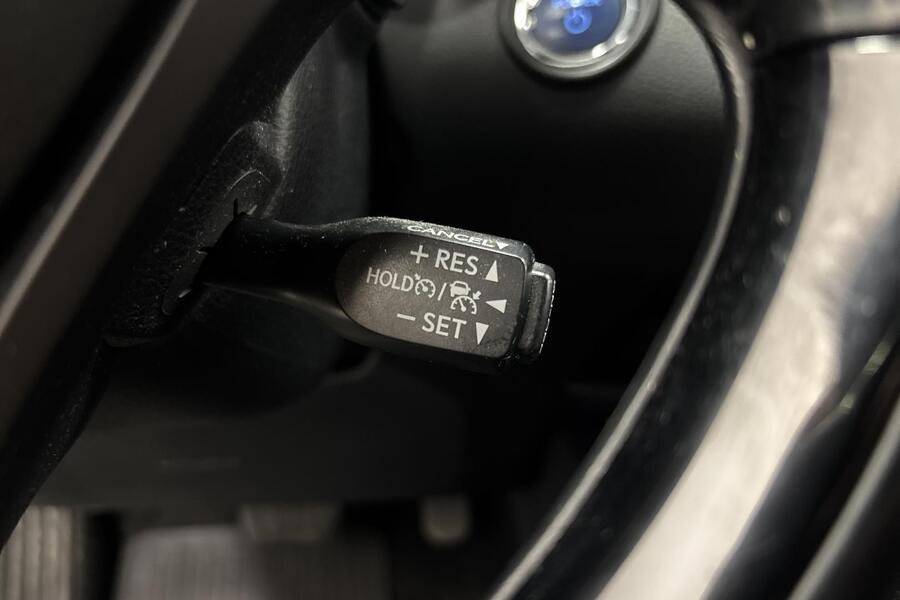 CANCEL▼
+ RES ▲
HOLD / ◀
− SET ▼